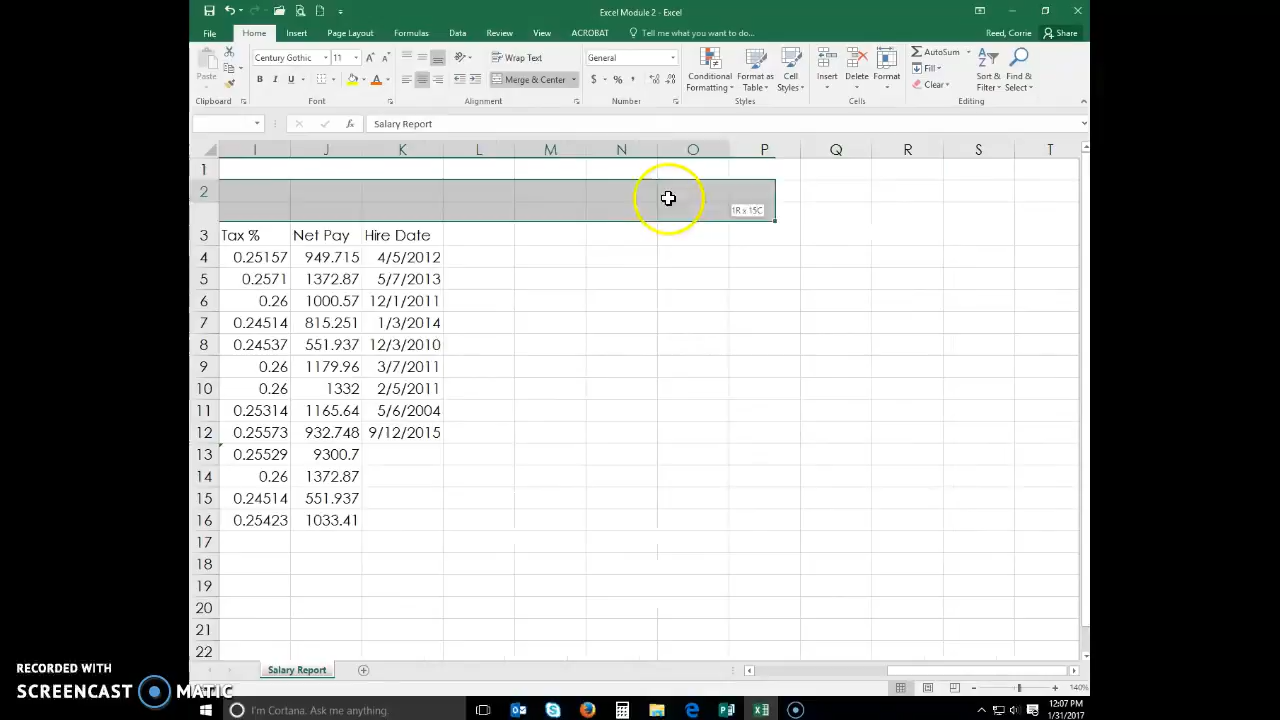 Excel Module 2 - Excel
File Home Insert Page Layout Formulas Data Review View ACROBAT Tell me what you want to do... Reed, Corrie Share
Paste Century Gothic 11 A A Wrap Text General Conditional Formatting Format as Table Cell Styles Insert Delete Format AutoSum Fill Clear Sort & Filter Find & Select
B I U A Merge & Center $ % ,
Clipboard Font Alignment Number Styles Cells Editing
fx Salary Report
I J K L M N O P Q R S T
1
2
1R x 15C
3 Tax % Net Pay Hire Date
4 0.25157 949.715 4/5/2012
5 0.2571 1372.87 5/7/2013
6 0.26 1000.57 12/1/2011
7 0.24514 815.251 1/3/2014
8 0.24537 551.937 12/3/2010
9 0.26 1179.96 3/7/2011
10 0.26 1332 2/5/2011
11 0.25314 1165.64 5/6/2004
12 0.25573 932.748 9/12/2015
13 0.25529 9300.7
14 0.26 1372.87
15 0.24514 551.937
16 0.25423 1033.41
17
18
19
20
21
22
Salary Report
140%
RECORDED WITH
SCREENCAST MATIC
I'm Cortana. Ask me anything.
12:07 PM
1/31/2017